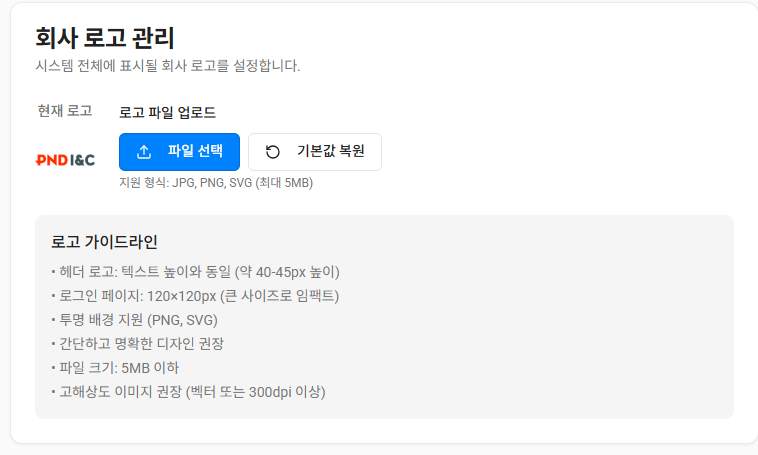 회사 로고 관리
시스템 전체에 표시될 회사 로고를 설정합니다.
현재 로고
로고 파일 업로드
PND I&C
파일 선택
기본값 복원
지원 형식: JPG, PNG, SVG (최대 5MB)
로고 가이드라인
• 헤더 로고: 텍스트 높이와 동일 (약 40-45px 높이)
• 로그인 페이지: 120×120px (큰 사이즈로 임팩트)
• 투명 배경 지원 (PNG, SVG)
• 간단하고 명확한 디자인 권장
• 파일 크기: 5MB 이하
• 고해상도 이미지 권장 (벡터 또는 300dpi 이상)